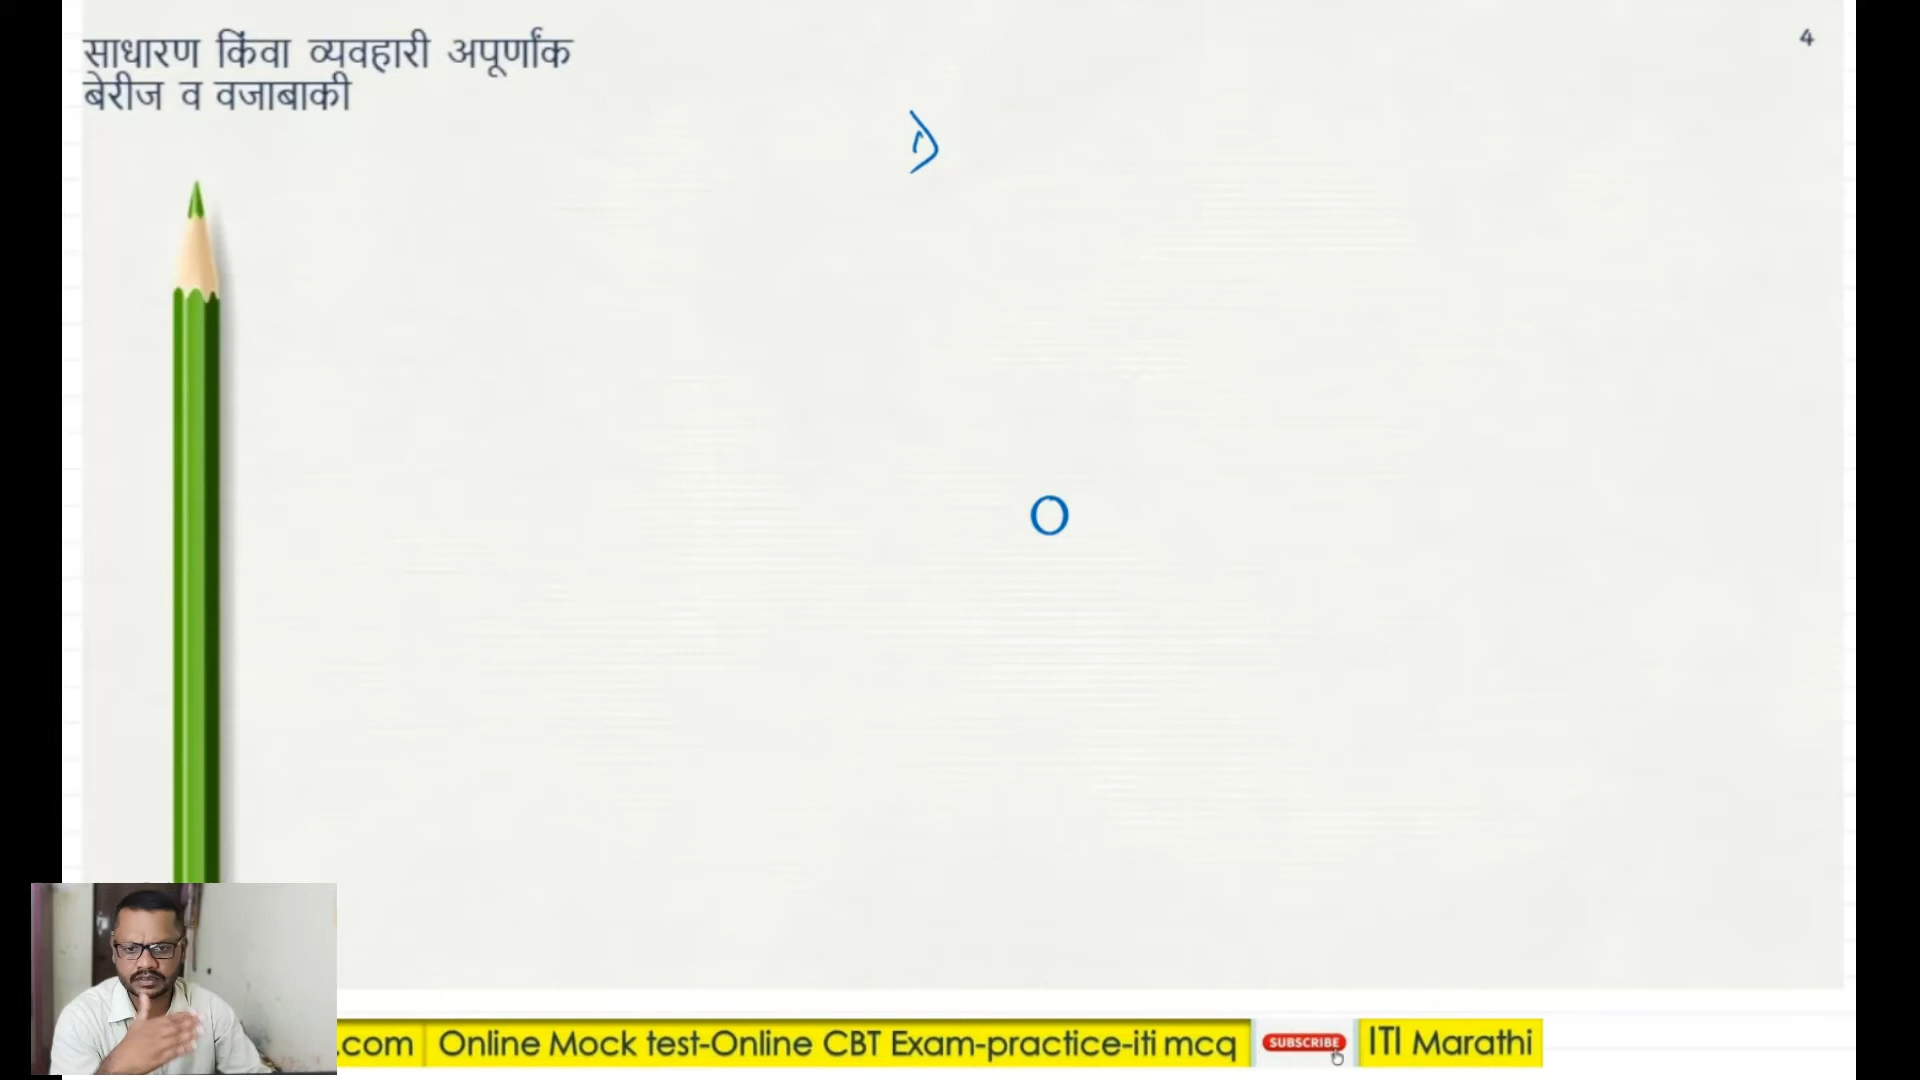 साधारण किंवा व्यवहारी अपूर्णांक
4
बेरीज व वजाबाकी
0
.com Online Mock test-Online CBT Exam-practice-iti mcq SUBSCRIBE ITI Marathi